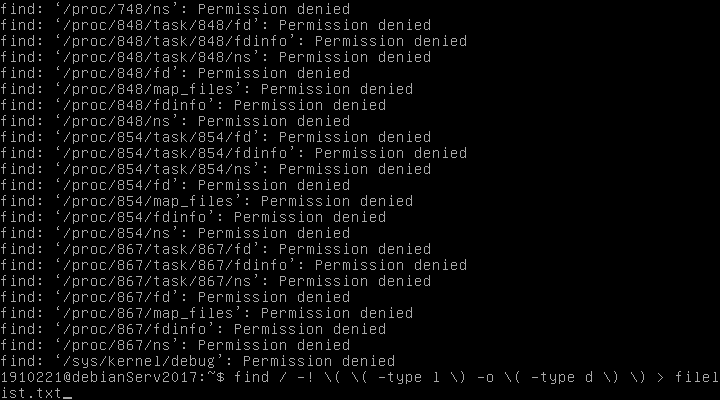 find: ‘/proc/748/ns’: Permission denied
find: ‘/proc/848/task/848/fd’: Permission denied
find: ‘/proc/848/task/848/fdinfo’: Permission denied
find: ‘/proc/848/task/848/ns’: Permission denied
find: ‘/proc/848/fd’: Permission denied
find: ‘/proc/848/map_files’: Permission denied
find: ‘/proc/848/fdinfo’: Permission denied
find: ‘/proc/848/ns’: Permission denied
find: ‘/proc/854/task/854/fd’: Permission denied
find: ‘/proc/854/task/854/fdinfo’: Permission denied
find: ‘/proc/854/task/854/ns’: Permission denied
find: ‘/proc/854/fd’: Permission denied
find: ‘/proc/854/map_files’: Permission denied
find: ‘/proc/854/fdinfo’: Permission denied
find: ‘/proc/854/ns’: Permission denied
find: ‘/proc/867/task/867/fd’: Permission denied
find: ‘/proc/867/task/867/fdinfo’: Permission denied
find: ‘/proc/867/task/867/ns’: Permission denied
find: ‘/proc/867/fd’: Permission denied
find: ‘/proc/867/map_files’: Permission denied
find: ‘/proc/867/fdinfo’: Permission denied
find: ‘/proc/867/ns’: Permission denied
find: ‘/sys/kernel/debug’: Permission denied
1910221@debianServ2017:~$ find / -! \( \( -type l \) -o \( -type d \) \) > filel
ist.txt_